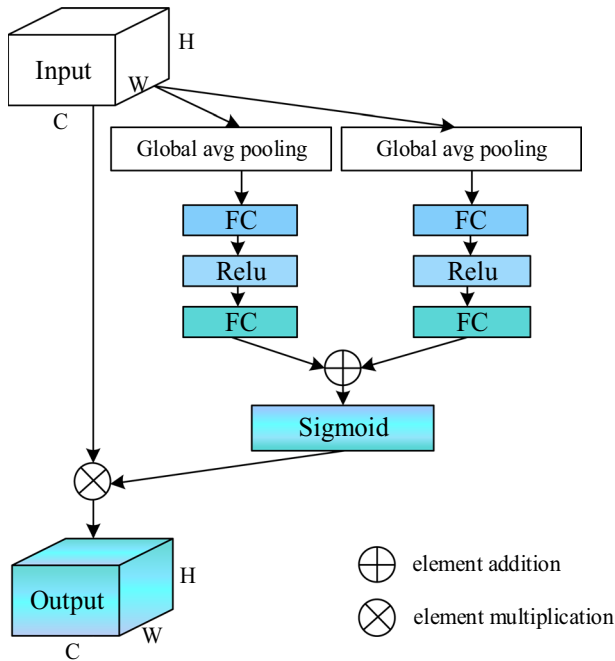 H
Input
W
C
Global avg pooling
Global avg pooling
FC
FC
Relu
Relu
FC
FC
Sigmoid
H
Output
W
C
element addition
element multiplication